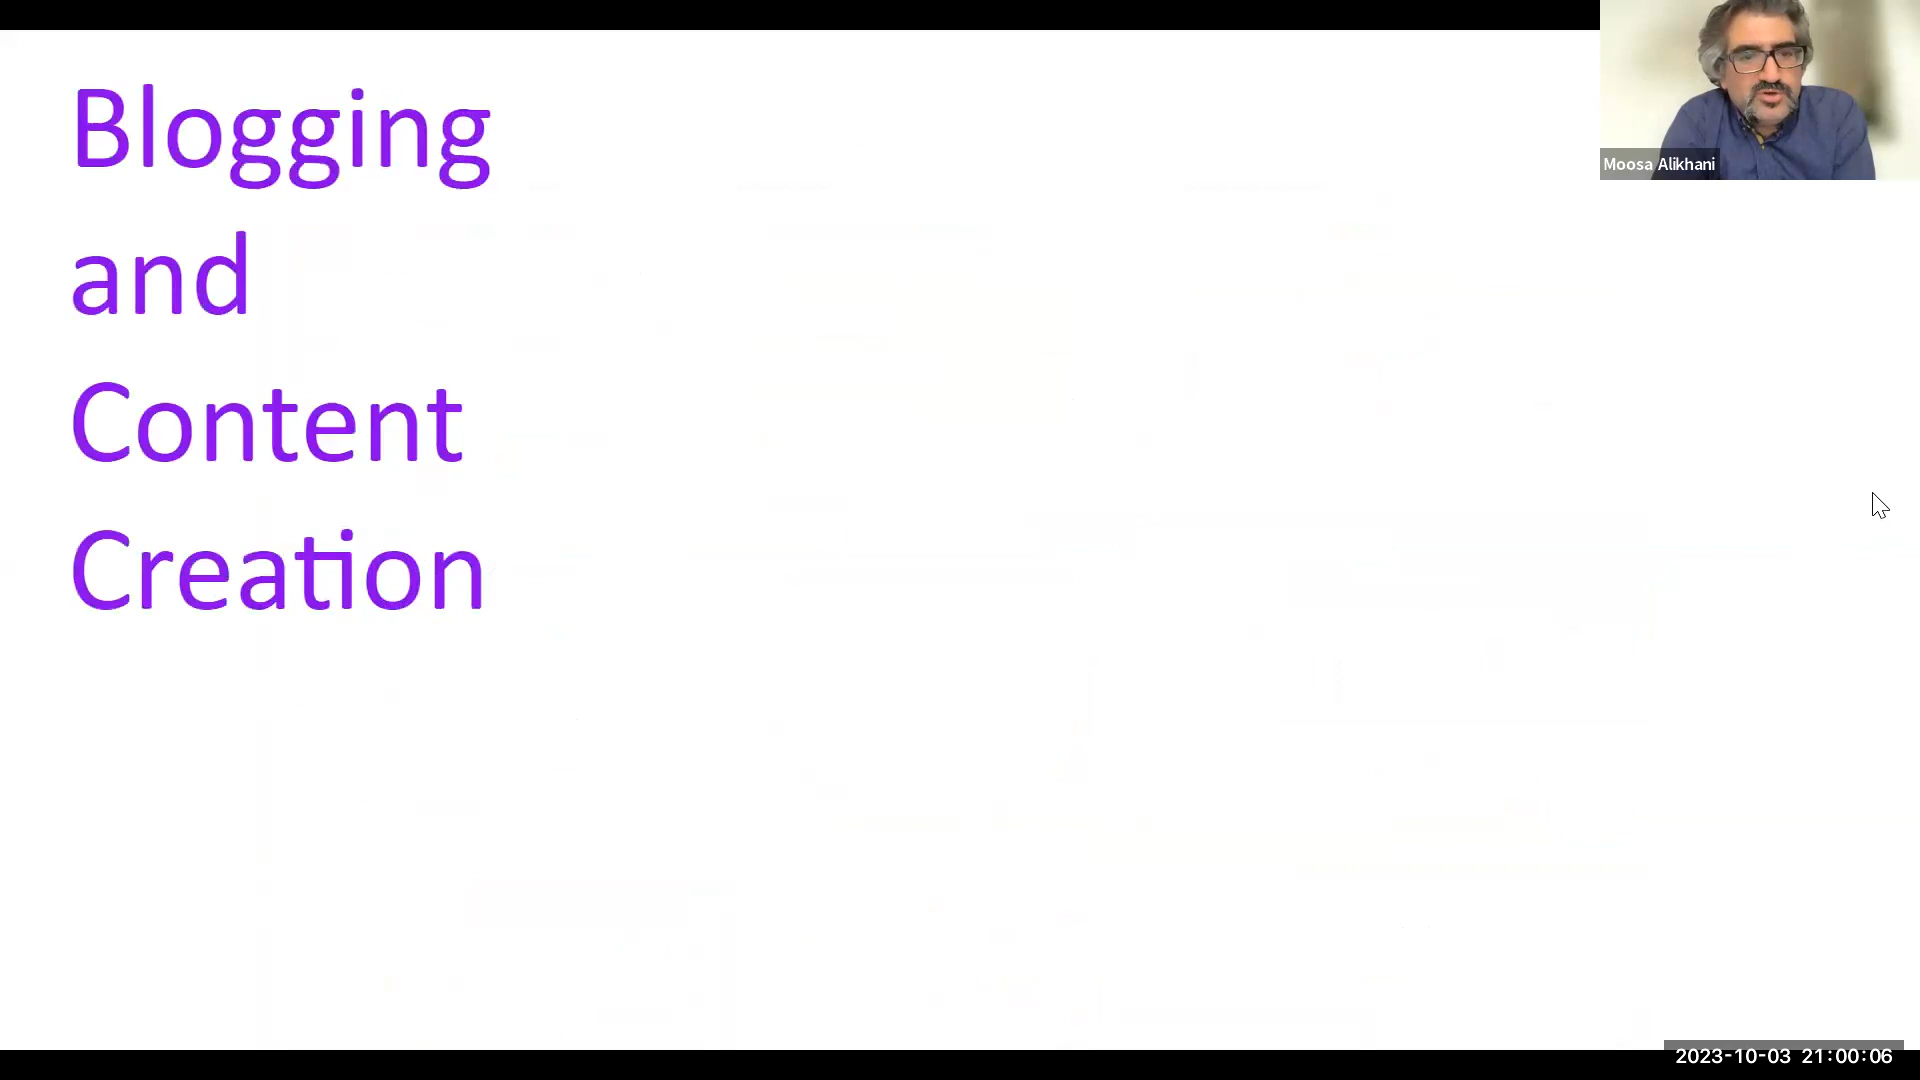 Blogging
and
Content
Creation
Moosa Alikhani
2023-10-03 21:00:06